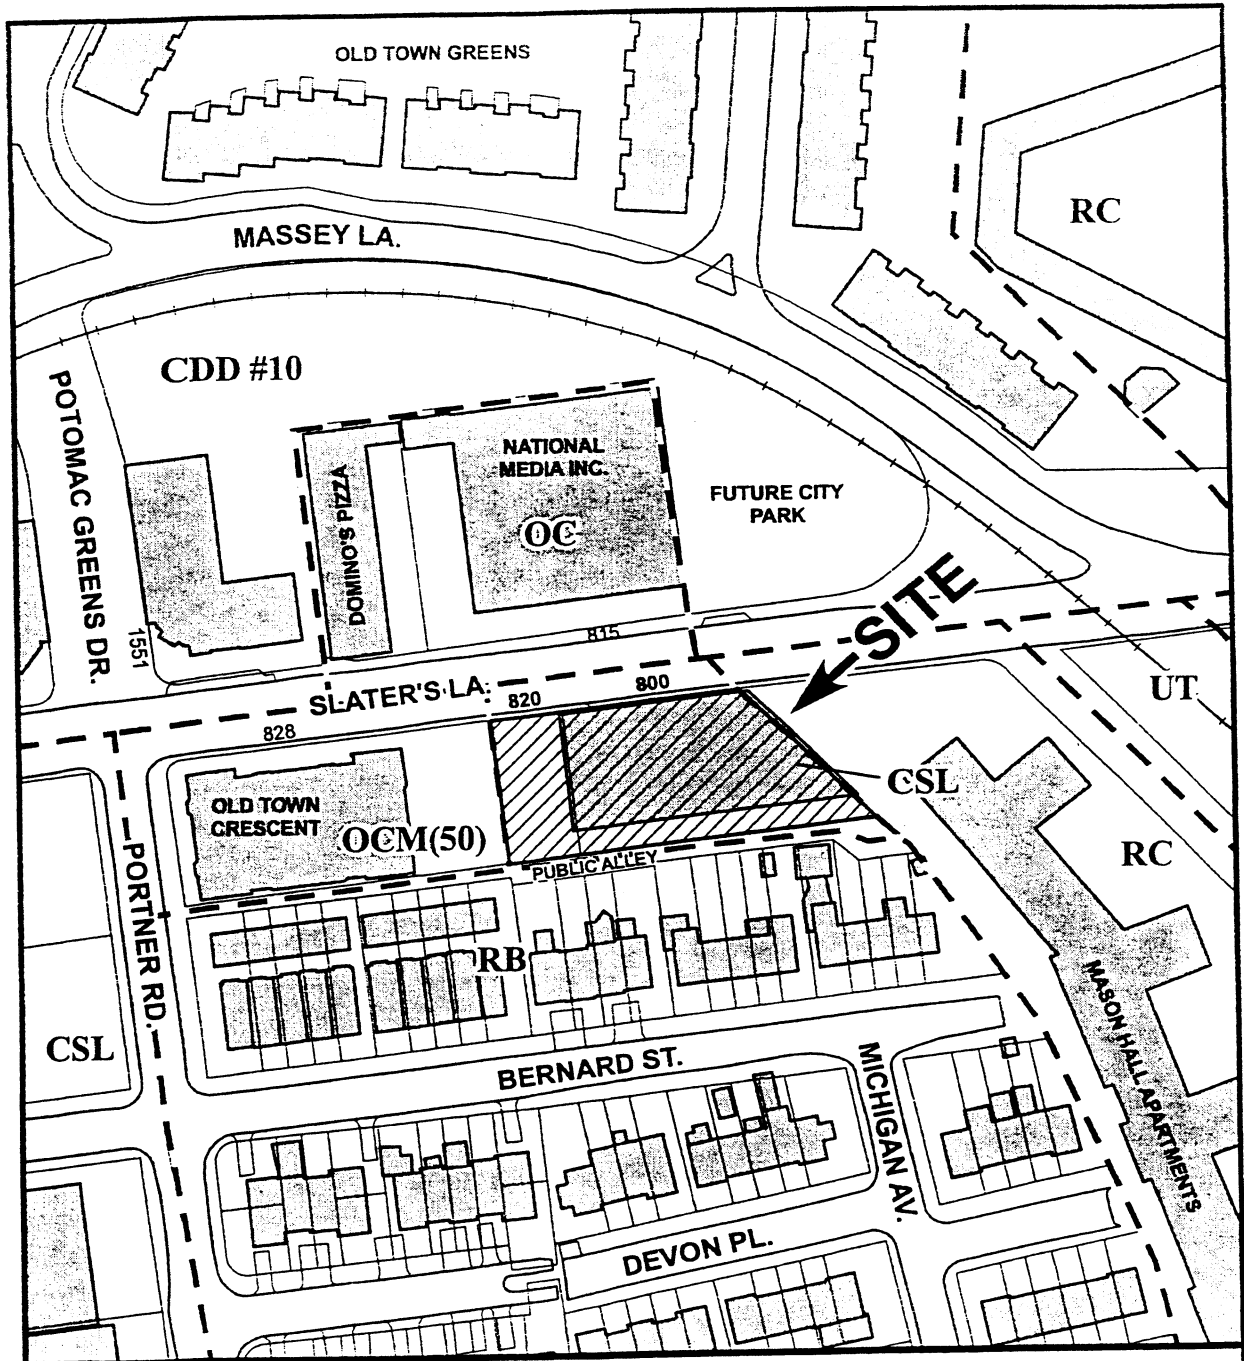 OLD TOWN GREENS
MASSEY LA.
RC
CDD #10
POTOMAC GREENS DR.
NATIONAL
MEDIA INC.
OC
DOMINO'S PIZZA
FUTURE CITY
PARK
SITE
1551
815
SLATER'S LA.
820
800
828
UT
OLD TOWN
CRESCENT
OCM(50)
CSL
RC
PUBLIC ALLEY
PORTNER RD.
RB
CSL
MASON HALL APARTMENTS
BERNARD ST.
MICHIGAN AV.
DEVON PL.